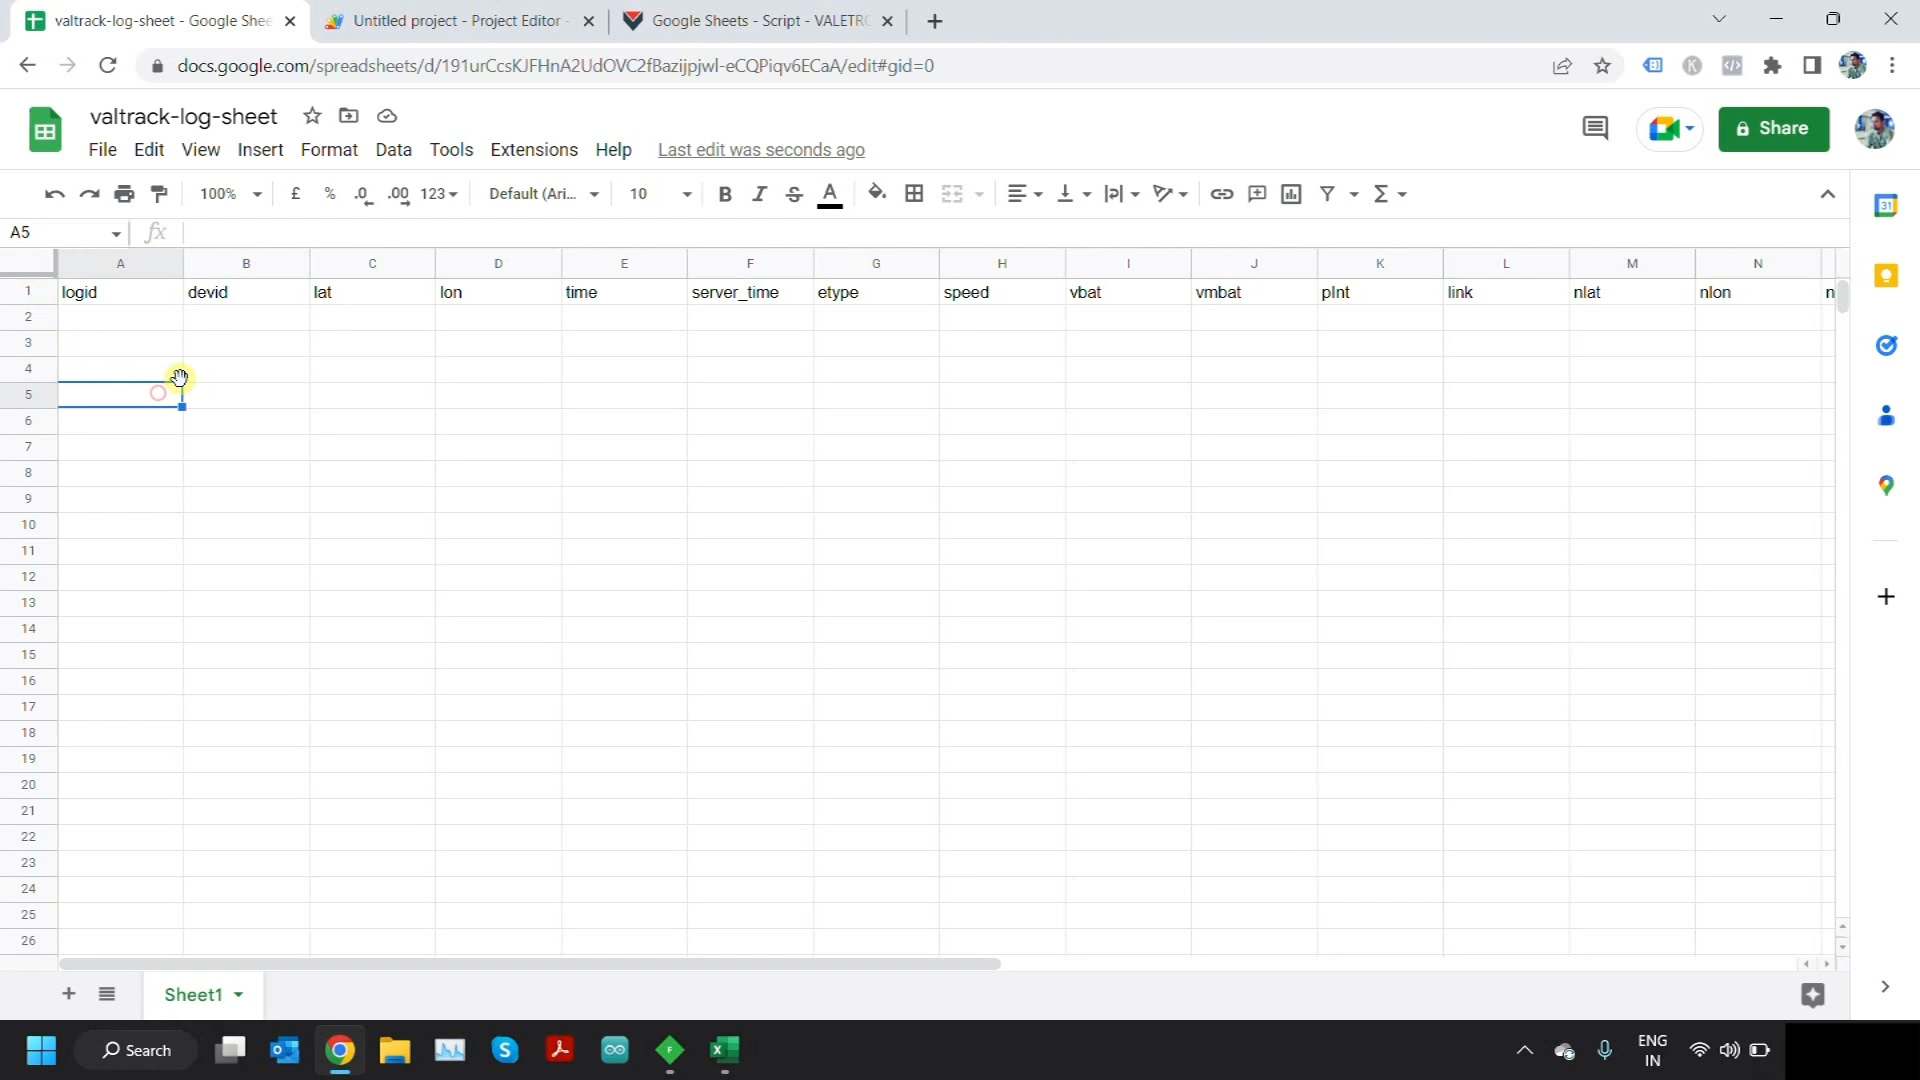 valtrack-log-sheet - Google Shee
Untitled project - Project Editor -
Google Sheets - Script - VALETRO
docs.google.com/spreadsheets/d/191urCcsKJFHnA2UdOVC2fBazijpjwl-eCQPiqv6ECaA/edit#gid=0
valtrack-log-sheet
File Edit View Insert Format Data Tools Extensions Help Last edit was seconds ago
Share
100% £ % .0 .00 123 Default (Ari... 10 B I S A
A5 fx
A B C D E F G H I J K L M N
1 logid devid lat lon time server_time etype speed vbat vmbat pInt link nlat nlon n
2
3
4
5
6
7
8
9
10
11
12
13
14
15
16
17
18
19
20
21
22
23
24
25
26
Sheet1
Search
ENG
IN